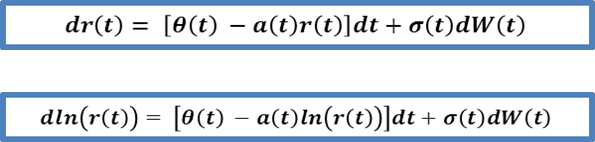 dr(t) = [θ(t) − a(t)r(t)]dt + σ(t)dW(t)
dln(r(t)) = [θ(t) − a(t)ln(r(t))]dt + σ(t)dW(t)